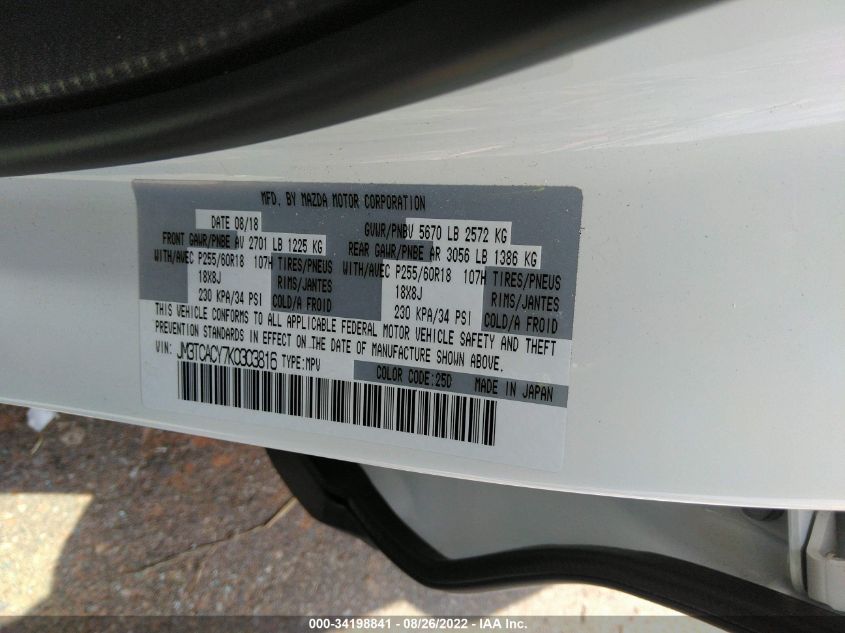 MFD. BY MAZDA MOTOR CORPORATION
DATE 08/18 GVWR/PNBV 5670 LB 2572 KG
FRONT GAWR/PNBE AV 2701 LB 1225 KG REAR GAWR/PNBE AR 3056 LB 1386 KG
WITH/AVEC P255/60R18 107H TIRES/PNEUS WITH/AVEC P255/60R18 107H TIRES/PNEUS
18X8J RIMS/JANTES 18X8J RIMS/JANTES
230 KPA/34 PSI COLD/A FROID 230 KPA/34 PSI COLD/A FROID
THIS VEHICLE CONFORMS TO ALL APPLICABLE FEDERAL MOTOR VEHICLE SAFETY AND THEFT
PREVENTION STANDARDS IN EFFECT ON THE DATE OF MANUFACTURE SHOWN ABOVE.
VIN: JM3TCACY7K0303816 TYPE:MPV
COLOR CODE:25D MADE IN JAPAN
000-34198841 - 08/26/2022 - IAA Inc.